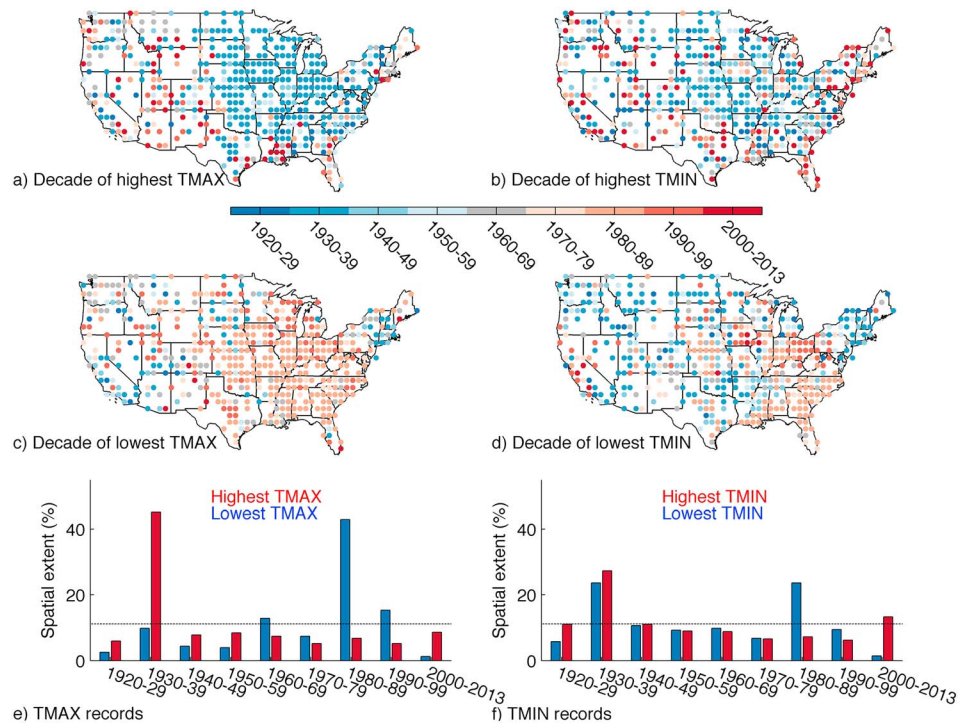 a) Decade of highest TMAX
b) Decade of highest TMIN
1920-29
1930-39
1940-49
1950-59
1960-69
1970-79
1980-89
1990-99
2000-2013
c) Decade of lowest TMAX
d) Decade of lowest TMIN
Spatial extent (%)
40
20
0
Highest TMAX
Lowest TMAX
1920-29
1930-39
1940-49
1950-59
1960-69
1970-79
1980-89
1990-99
2000-2013
e) TMAX records
Spatial extent (%)
40
20
0
Highest TMIN
Lowest TMIN
1920-29
1930-39
1940-49
1950-59
1960-69
1970-79
1980-89
1990-99
2000-2013
f) TMIN records